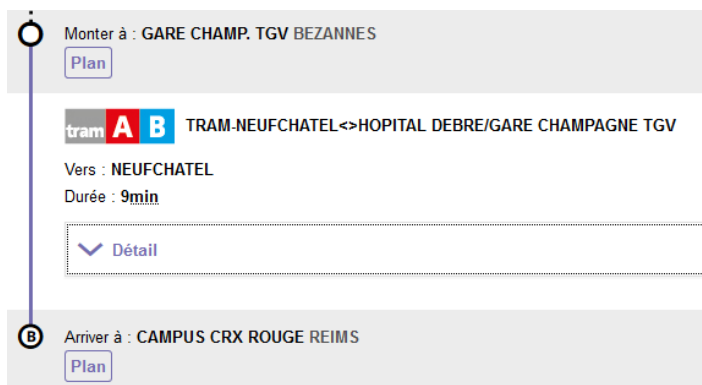 Monter à : GARE CHAMP. TGV BEZANNES
Plan
tram A B TRAM-NEUFCHATEL<>HOPITAL DEBRE/GARE CHAMPAGNE TGV
Vers : NEUFCHATEL
Durée : 9min
Détail
B Arriver à : CAMPUS CRX ROUGE REIMS
Plan